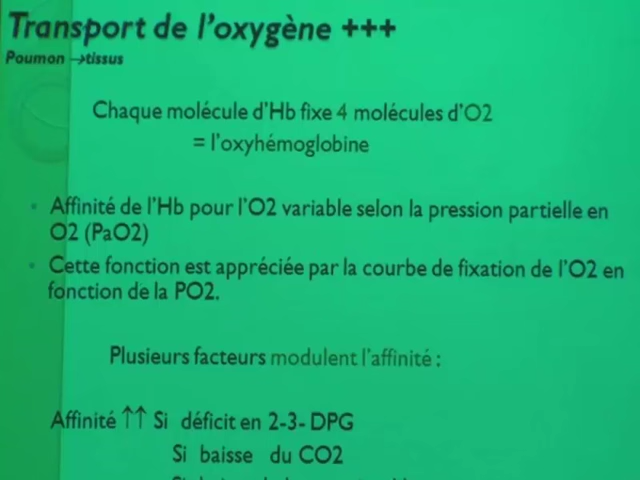 Transport de l'oxygène +++
Poumon →tissus
Chaque molécule d'Hb fixe 4 molécules d'O2
= l'oxyhémoglobine
• Affinité de l'Hb pour l'O2 variable selon la pression partielle en
O2 (PaO2)
• Cette fonction est appréciée par la courbe de fixation de l'O2 en
fonction de la PO2.
Plusieurs facteurs modulent l'affinité :
Affinité ↑↑ Si déficit en 2-3- DPG
Si baisse du CO2